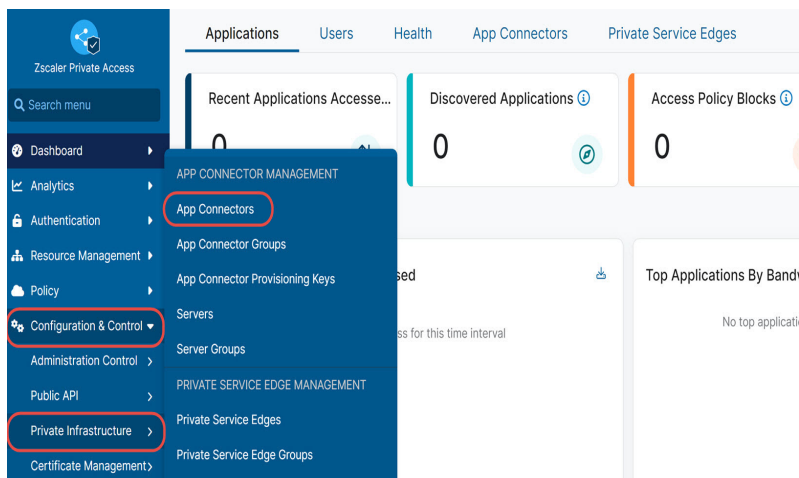 Zscaler Private Access
Search menu
Dashboard
Analytics
Authentication
Resource Management
Policy
Configuration & Control
Administration Control
Public API
Private Infrastructure
Certificate Management
APP CONNECTOR MANAGEMENT
App Connectors
App Connector Groups
App Connector Provisioning Keys
Servers
Server Groups
PRIVATE SERVICE EDGE MANAGEMENT
Private Service Edges
Private Service Edge Groups
Applications Users Health App Connectors Private Service Edges
Recent Applications Accesse...
0
Discovered Applications
0
Access Policy Blocks
0
sed
ss for this time interval
Top Applications By Bandw
No top applicati